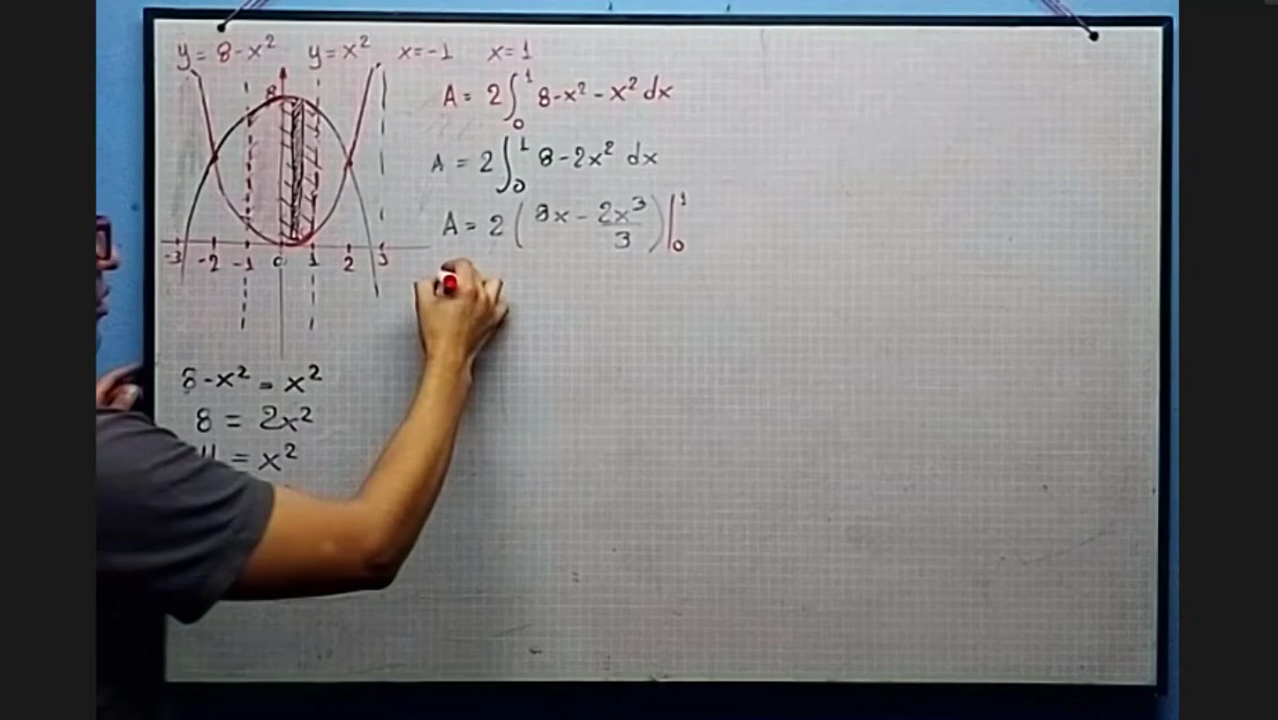 y = 8-x² y = x² x=-1 x=1
A = 2∫₀¹ 8-x² - x² dx
A = 2∫₀¹ 8-2x² dx
A = 2(8x - 2x³/3)|₀¹
8
-3 -2 -1 0 1 2 3
8-x² = x²
8 = 2x²
4 = x²